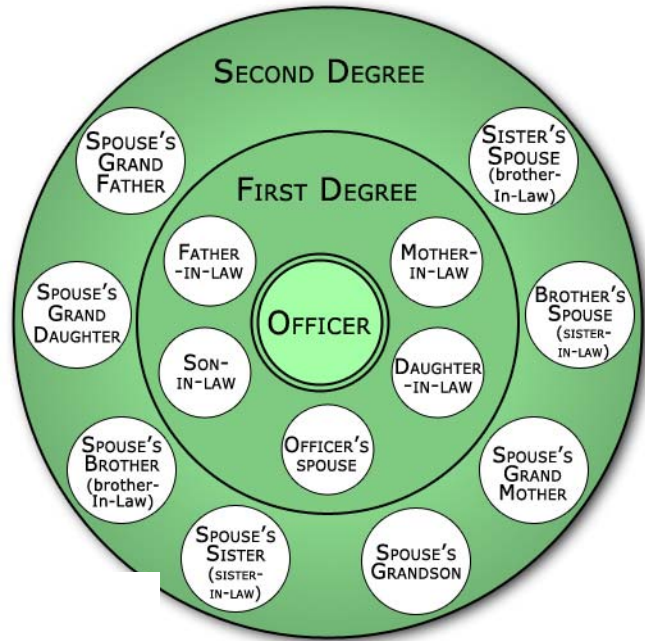 SECOND DEGREE
SPOUSE'S
GRAND
FATHER
SISTER'S
SPOUSE
(brother-
In-Law)
FIRST DEGREE
FATHER
-IN-LAW
MOTHER-
IN-LAW
SPOUSE'S
GRAND
DAUGHTER
OFFICER
BROTHER'S
SPOUSE
(SISTER-
IN-LAW)
SON-
IN-LAW
DAUGHTER
-IN-LAW
SPOUSE'S
BROTHER
(brother-
In-Law)
OFFICER'S
SPOUSE
SPOUSE'S
GRAND
MOTHER
SPOUSE'S
SISTER
(SISTER-
IN-LAW)
SPOUSE'S
GRANDSON